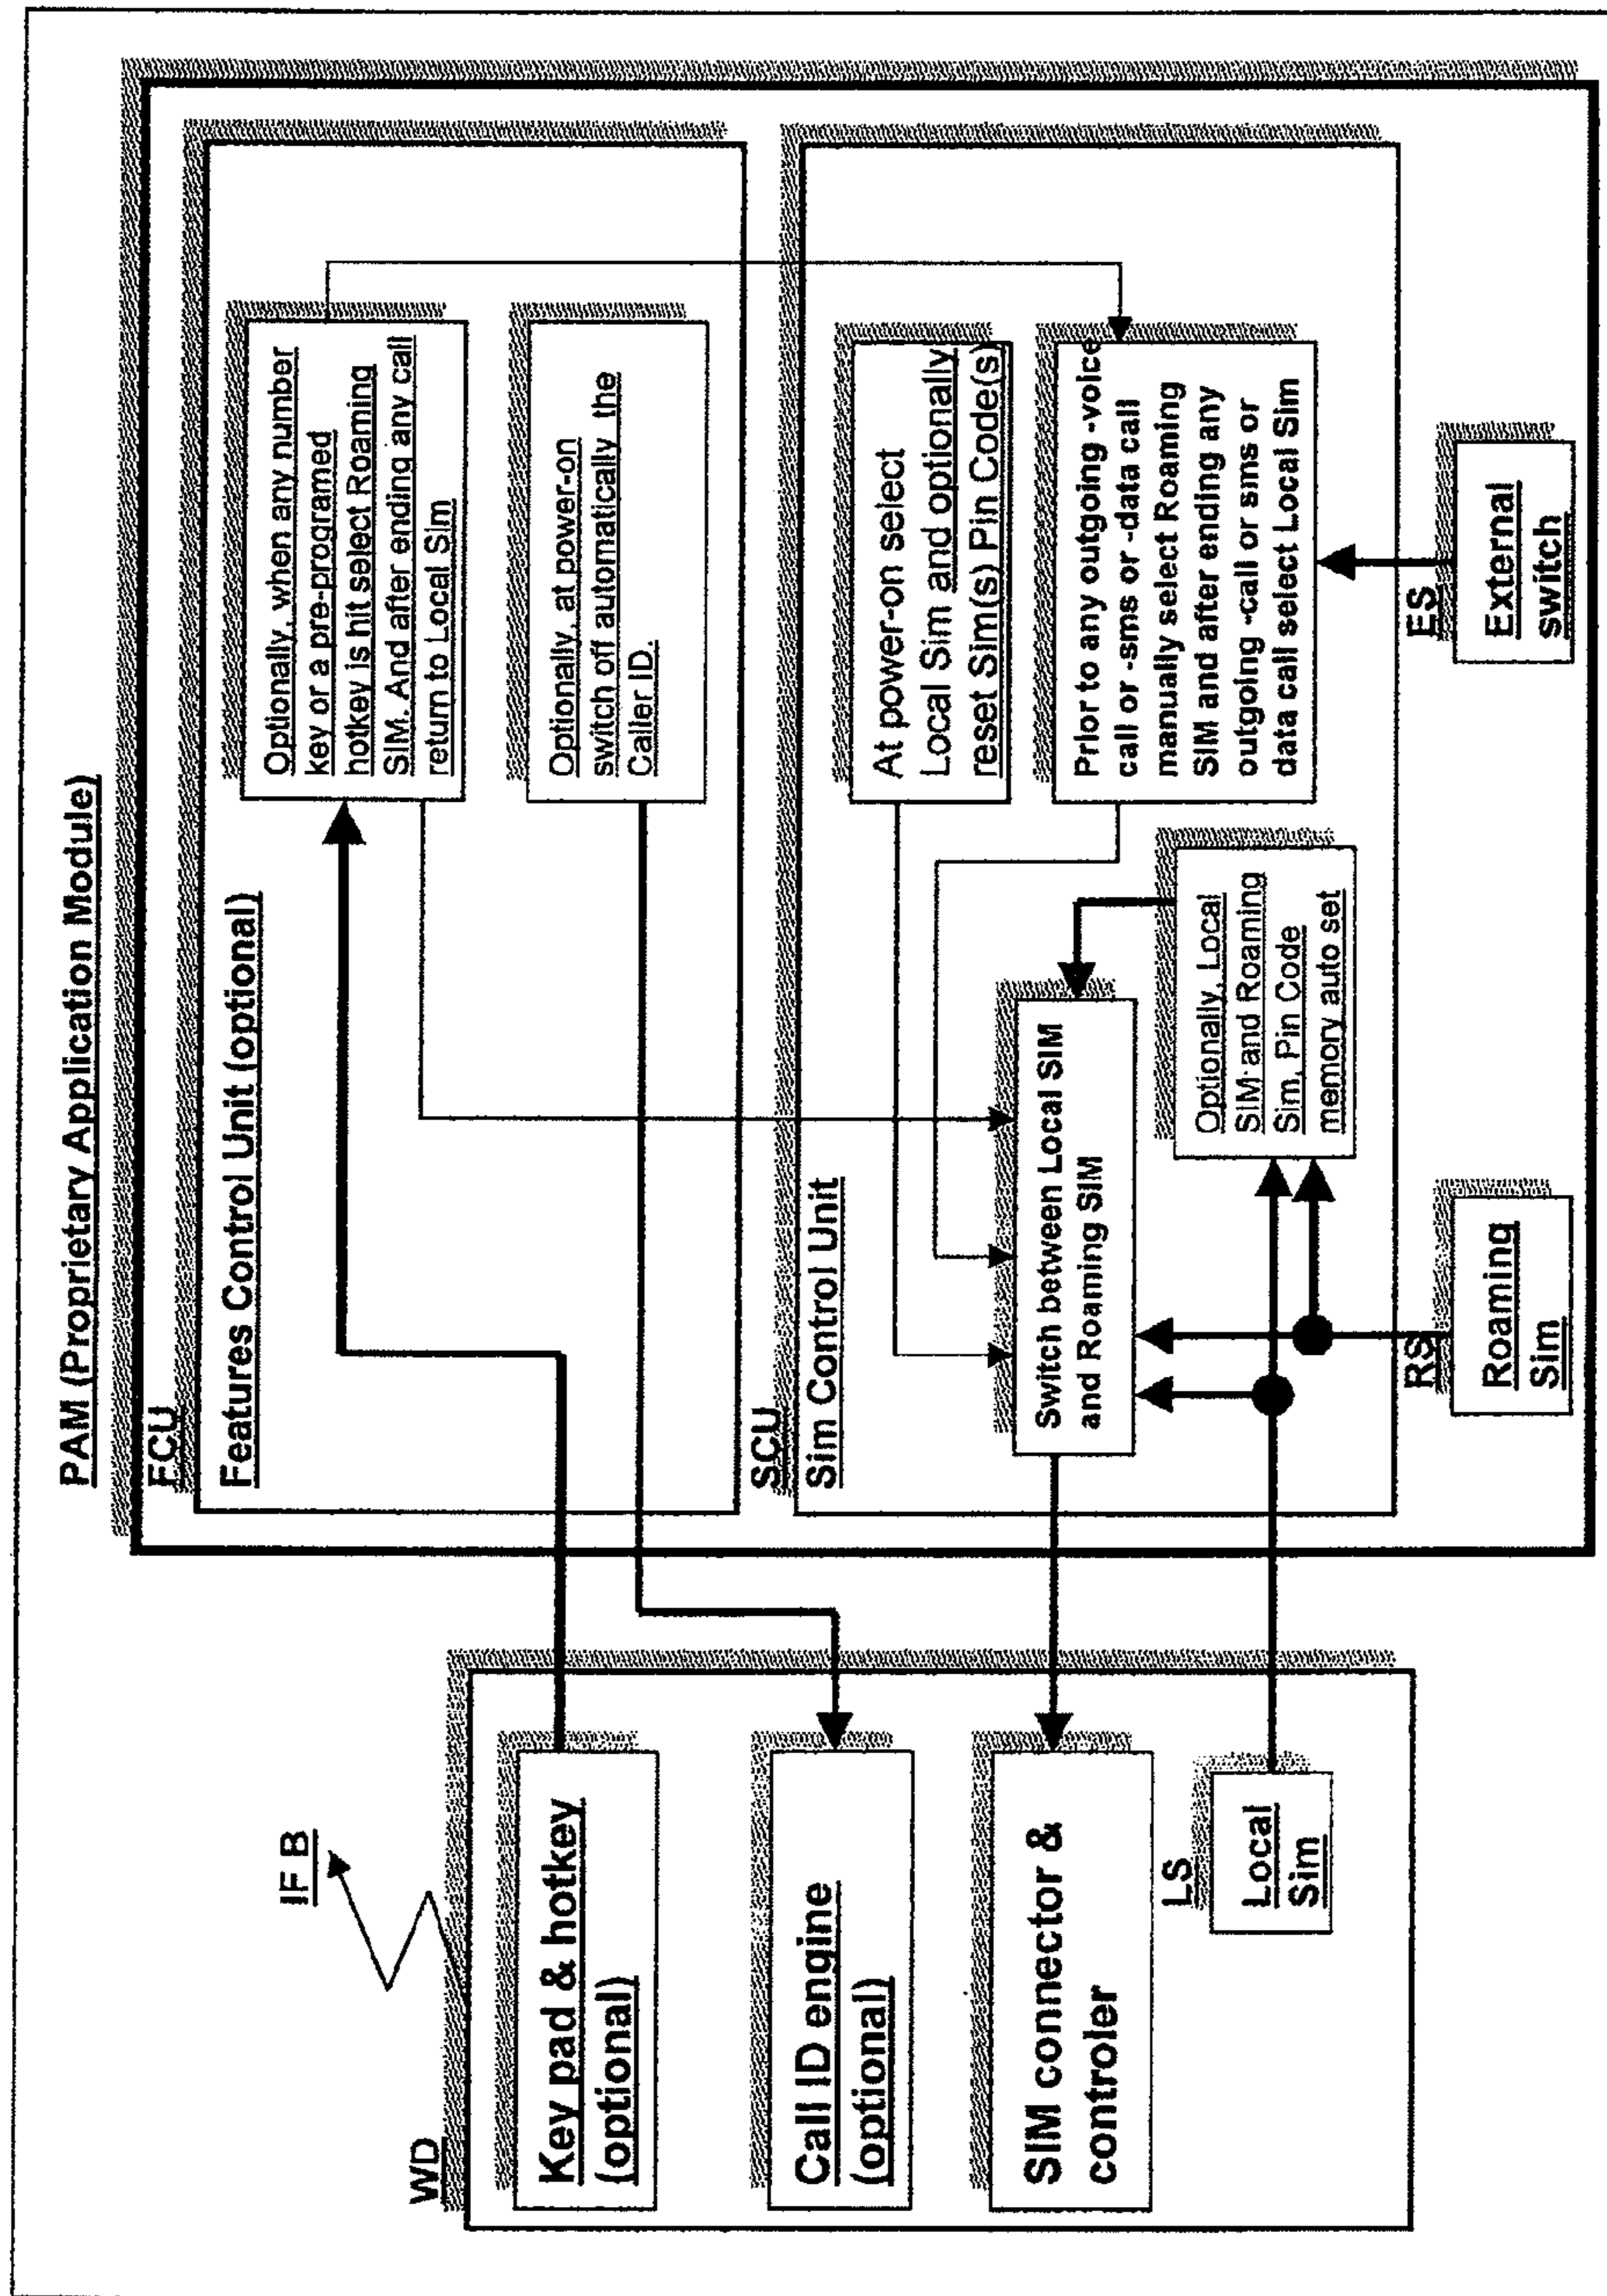 PAM (Proprietary Application Module)
FCU
Features Control Unit (optional)
Optionally, when any number
key or a pre-programed
hotkey is hit select Roaming
SIM. And after ending any call
return to Local Sim
Optionally, at power-on
switch off automatically the
Caller ID.
SCU
Sim Control Unit
At power-on select
Local Sim and optionally
reset Sim(s) Pin Code(s)
Switch between Local SIM
and Roaming SIM
Prior to any outgoing -voice
call or -sms or -data call
manually select Roaming
SIM and after ending any
outgoing -call or sms or
data call select Local Sim
Optionally, Local
SIM and Roaming
Sim, Pin Code
memory auto set
RS
Roaming
Sim
ES
External
switch
IF B
WD
Key pad & hotkey
(optional)
Call ID engine
(optional)
SIM connector &
controler
LS
Local
Sim